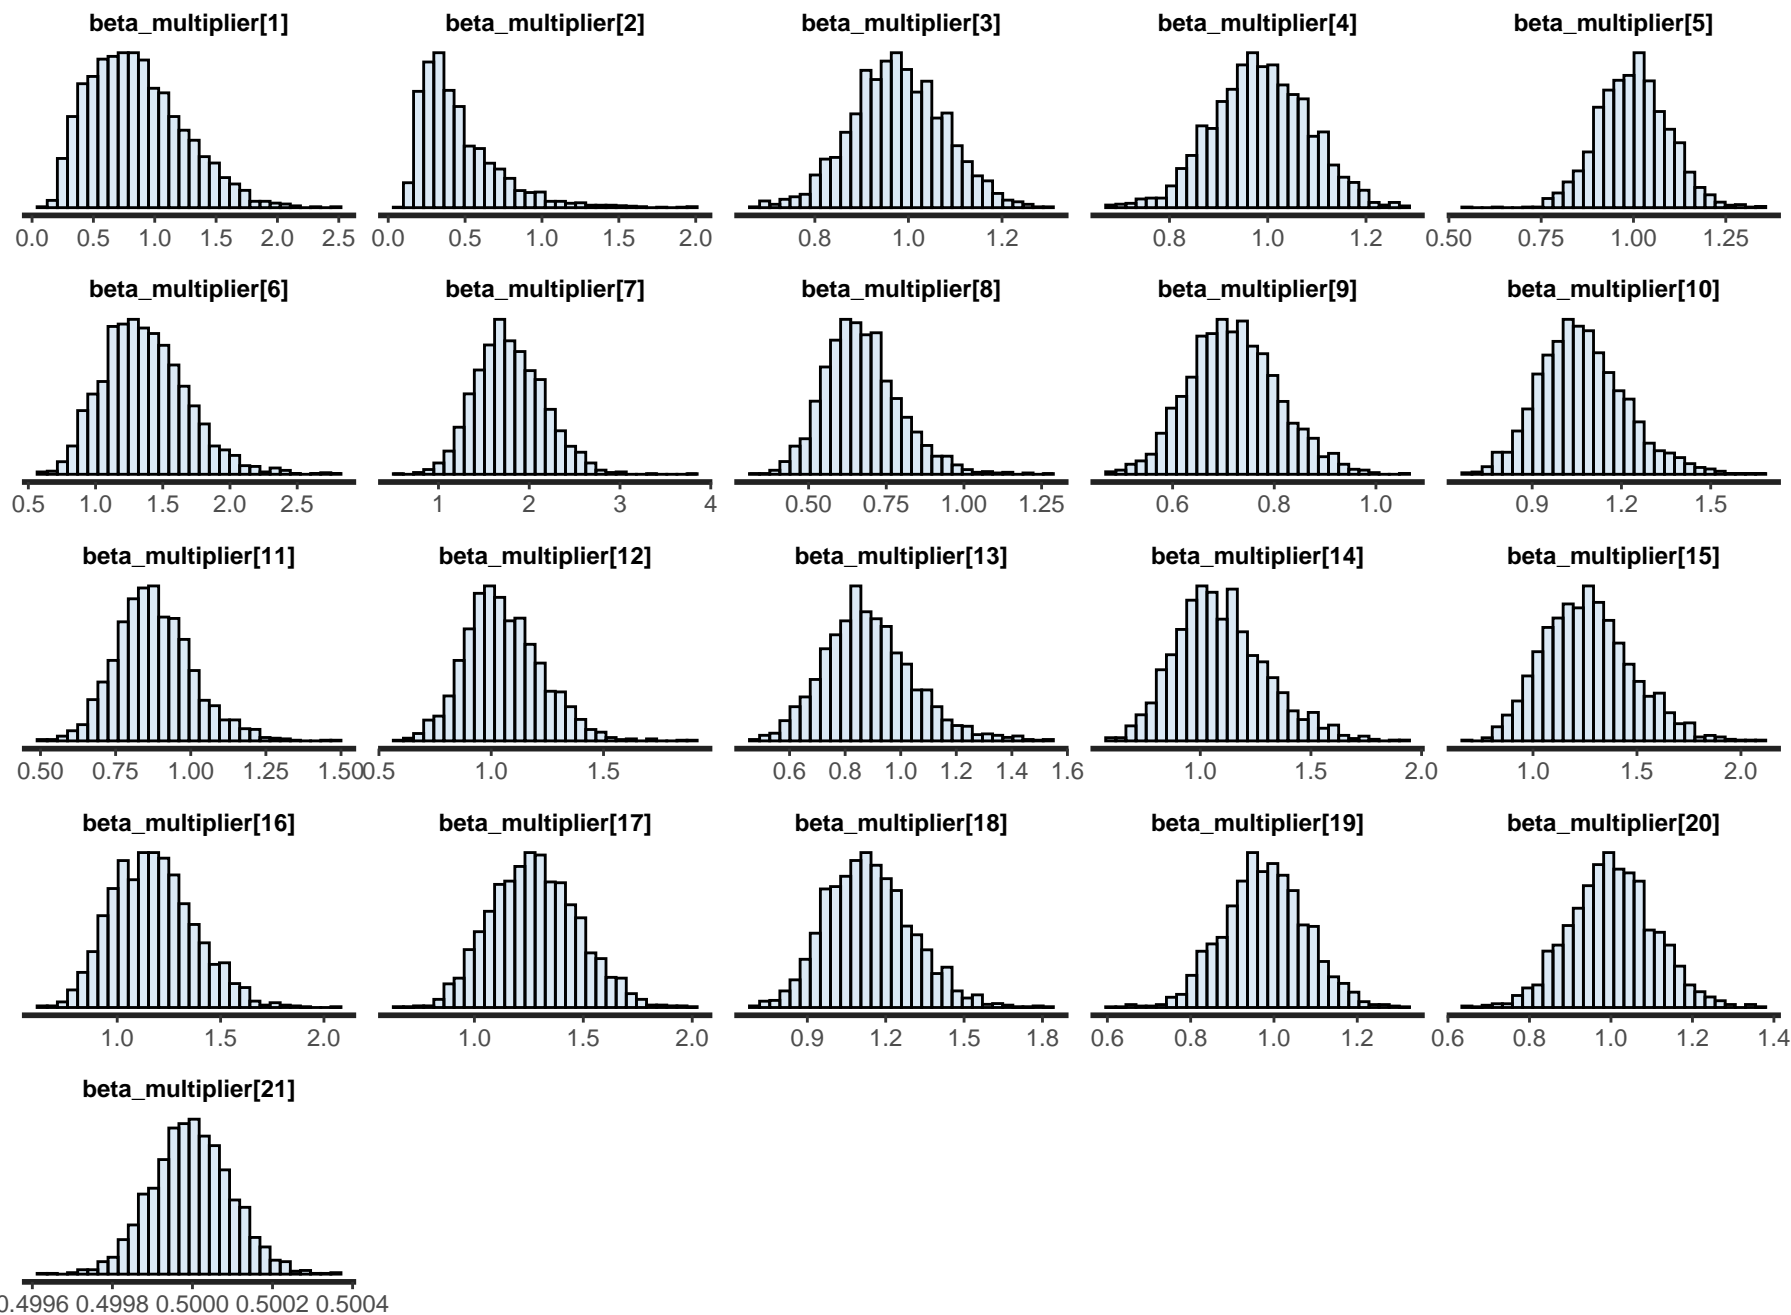 beta_multiplier[1] beta_multiplier[2] beta_multiplier[3] beta_multiplier[4] beta_multiplier[5]
0.0 0.5 1.0 1.5 2.0 2.5 0.0 0.5 1.0 1.5 2.0 0.8 1.0 1.2 0.8 1.0 1.2 0.50 0.75 1.00 1.25
beta_multiplier[6] beta_multiplier[7] beta_multiplier[8] beta_multiplier[9] beta_multiplier[10]
0.5 1.0 1.5 2.0 2.5 1 2 3 4 0.50 0.75 1.00 1.25 0.6 0.8 1.0 0.9 1.2 1.5
beta_multiplier[11] beta_multiplier[12] beta_multiplier[13] beta_multiplier[14] beta_multiplier[15]
0.50 0.75 1.00 1.25 1.500.5 1.0 1.5 0.6 0.8 1.0 1.2 1.4 1.6 1.0 1.5 2.0 1.0 1.5 2.0
beta_multiplier[16] beta_multiplier[17] beta_multiplier[18] beta_multiplier[19] beta_multiplier[20]
1.0 1.5 2.0 1.0 1.5 2.0 0.9 1.2 1.5 1.8 0.6 0.8 1.0 1.2 0.6 0.8 1.0 1.2 1.4
beta_multiplier[21]
0.4996 0.4998 0.5000 0.5002 0.5004